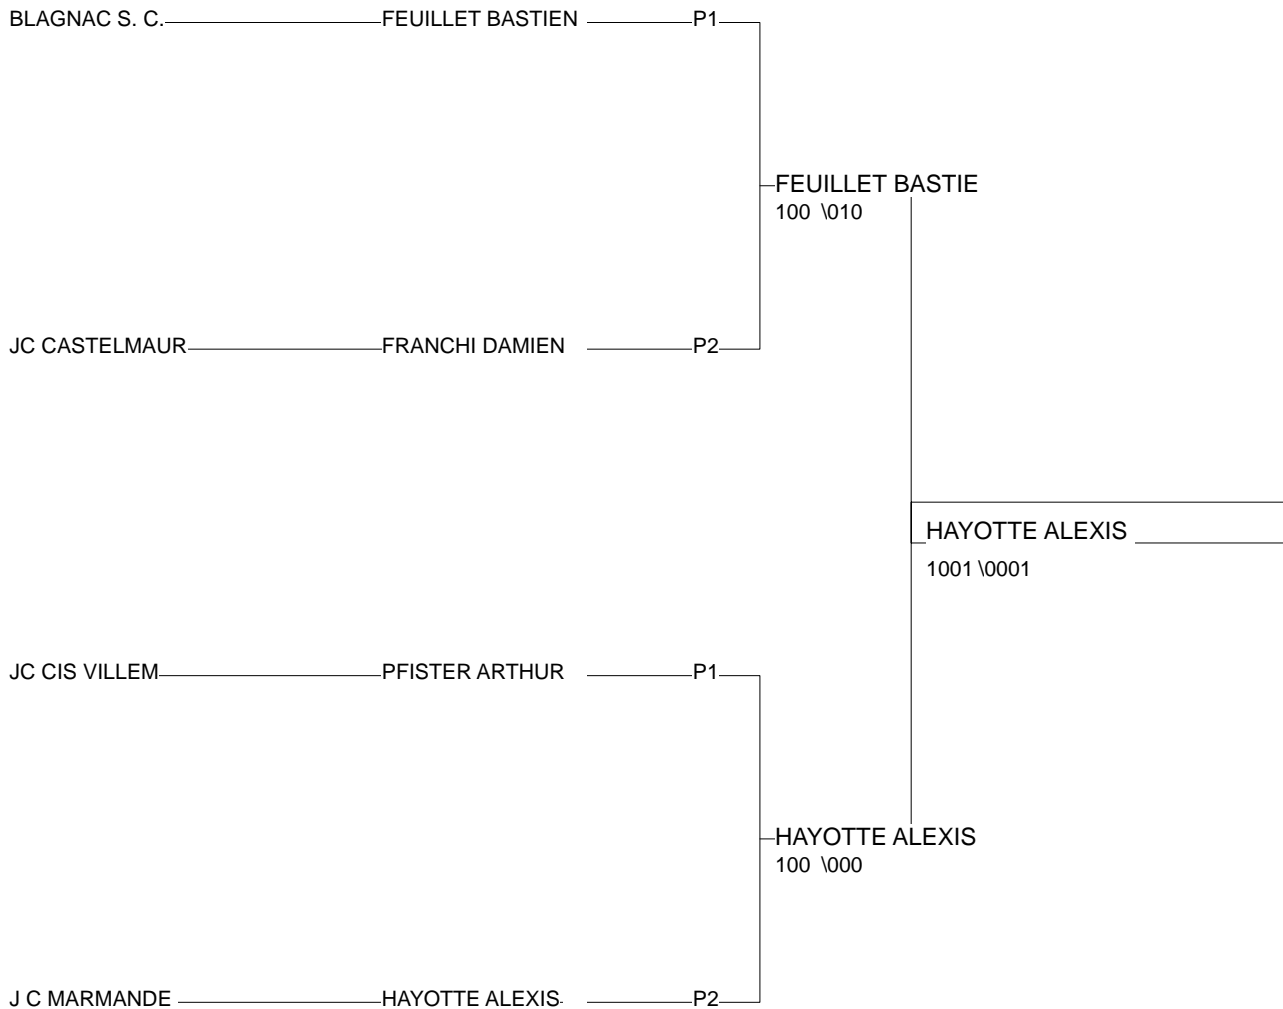 BLAGNAC S. C. FEUILLET BASTIEN P1
FEUILLET BASTIE
100 \010
JC CASTELMAUR FRANCHI DAMIEN P2
HAYOTTE ALEXIS
1001 \0001
JC CIS VILLEM PFISTER ARTHUR P1
HAYOTTE ALEXIS
100 \000
J C MARMANDE HAYOTTE ALEXIS P2